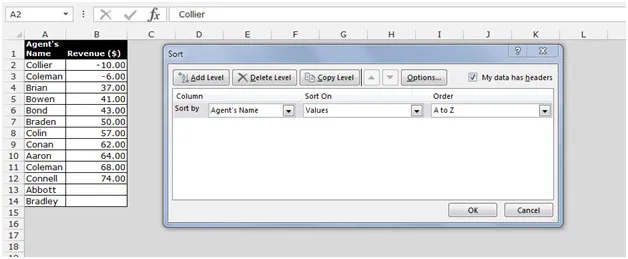 A2 fx Collier
A B C D E F G H I J K L
1 Agent's Name Revenue ($)
2 Collier -10.00
3 Coleman -6.00
4 Brian 37.00
5 Bowen 41.00
6 Bond 43.00
7 Braden 50.00
8 Colin 57.00
9 Conan 62.00
10 Aaron 64.00
11 Coleman 68.00
12 Connell 74.00
13 Abbott
14 Bradley
15
16
17
18
Sort ?
Add Level Delete Level Copy Level Options... My data has headers
Column Sort On Order
Sort by Agent's Name Values A to Z
OK Cancel